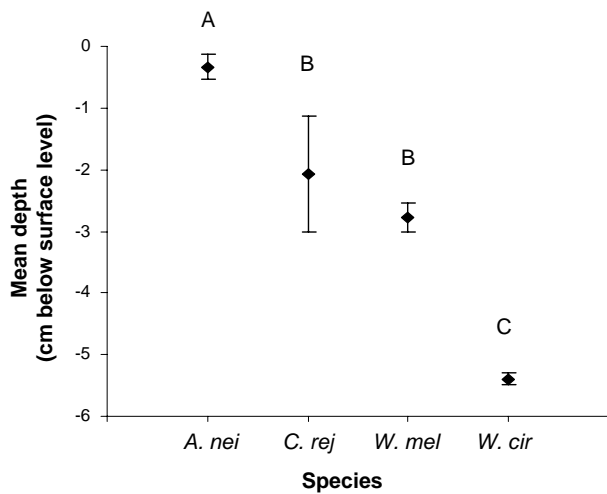 A
B
B
C
-0
-1
-2
-3
-4
-5
-6
Mean depth
(cm below surface level)
A. nei C. rej W. mel W. cir
Species